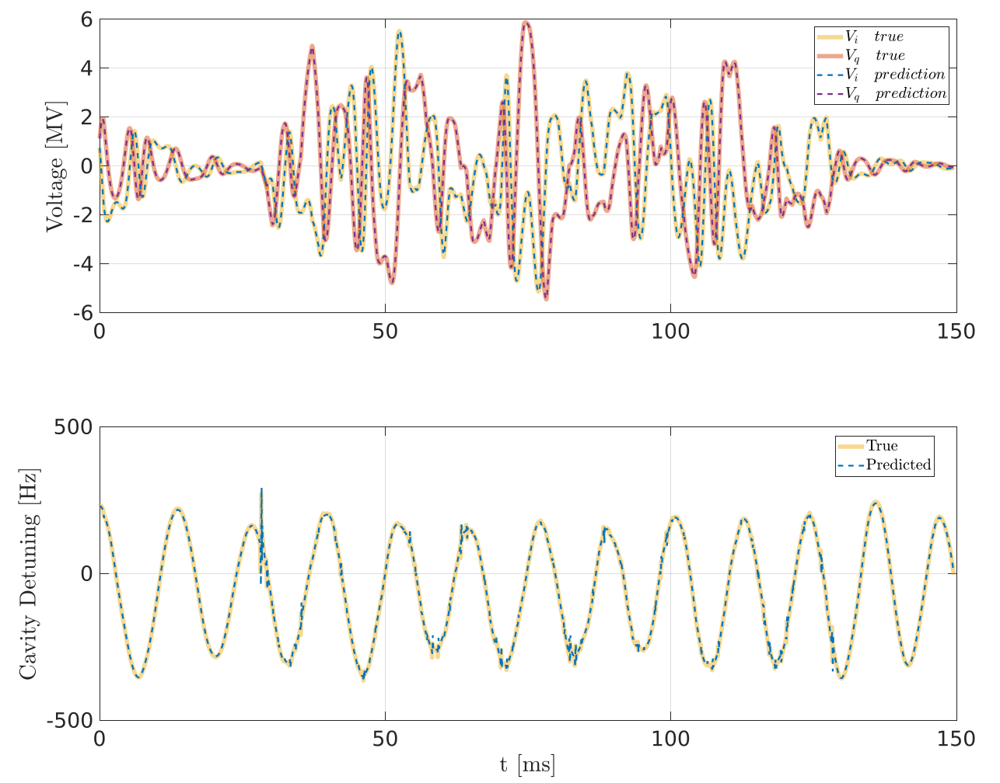 6
4
2
0
-2
-4
-6
Voltage [MV]
V_i true
V_q true
V_i prediction
V_q prediction
0 50 100 150
500
0
-500
Cavity Detuning [Hz]
True
Predicted
0 50 100 150
t [ms]